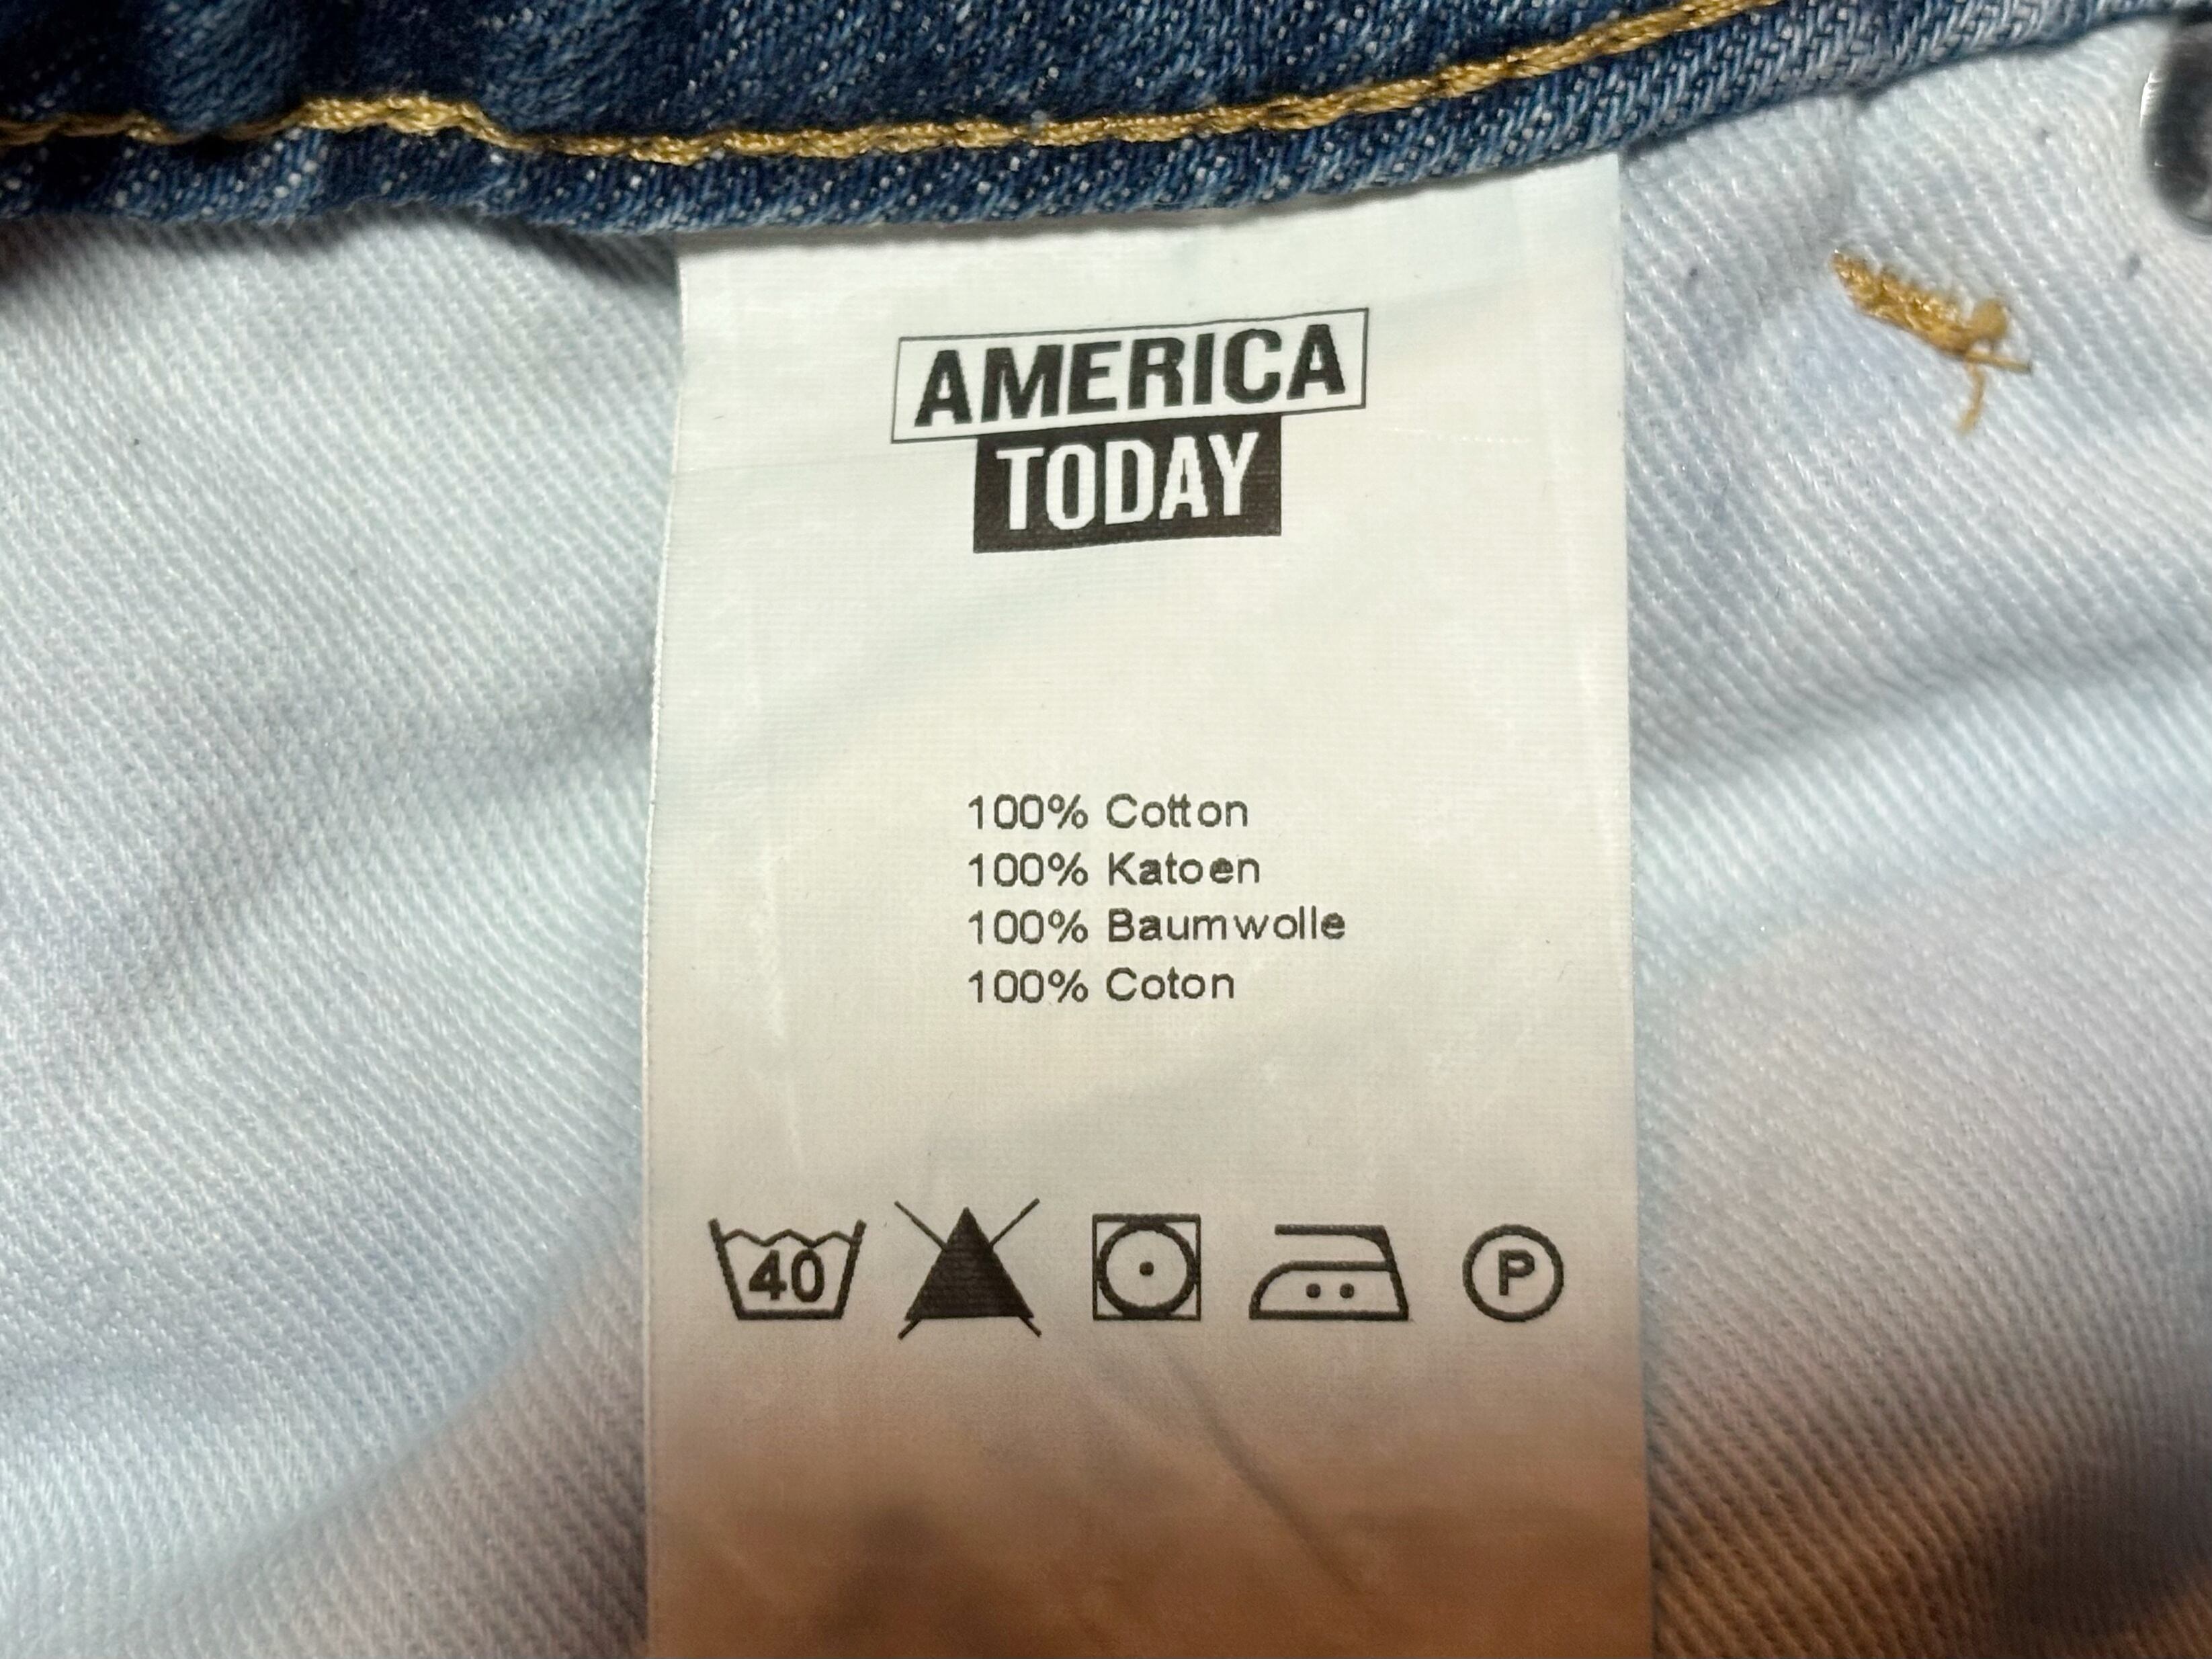 AMERICA
TODAY
100% Cotton
100% Katoen
100% Baumwolle
100% Coton
40
P